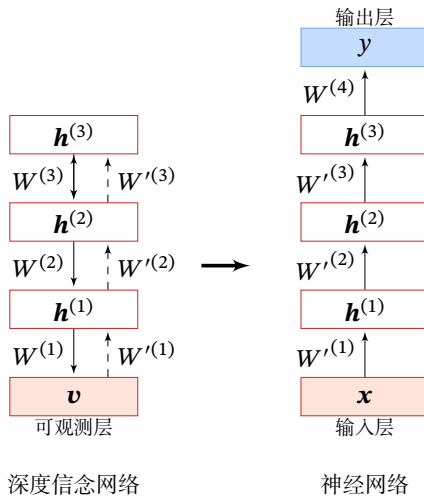 输出层
y
W^(4)
h^(3)
h^(3)
W^(3)
W'^(3)
W'^(3)
h^(2)
h^(2)
W^(2)
W'^(2)
W'^(2)
h^(1)
h^(1)
W^(1)
W'^(1)
W'^(1)
v
x
可观测层
输入层
深度信念网络
神经网络